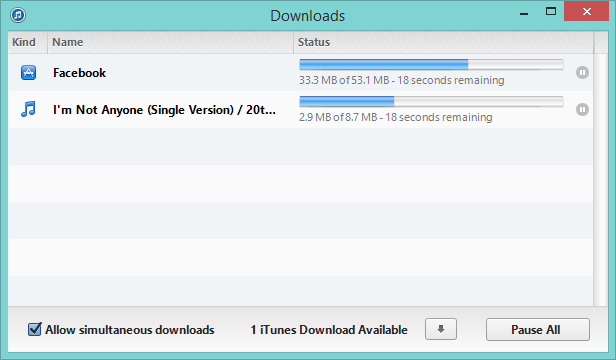 Downloads
Kind Name Status
Facebook
33.3 MB of 53.1 MB - 18 seconds remaining
I'm Not Anyone (Single Version) / 20t...
2.9 MB of 8.7 MB - 18 seconds remaining
Allow simultaneous downloads 1 iTunes Download Available Pause All